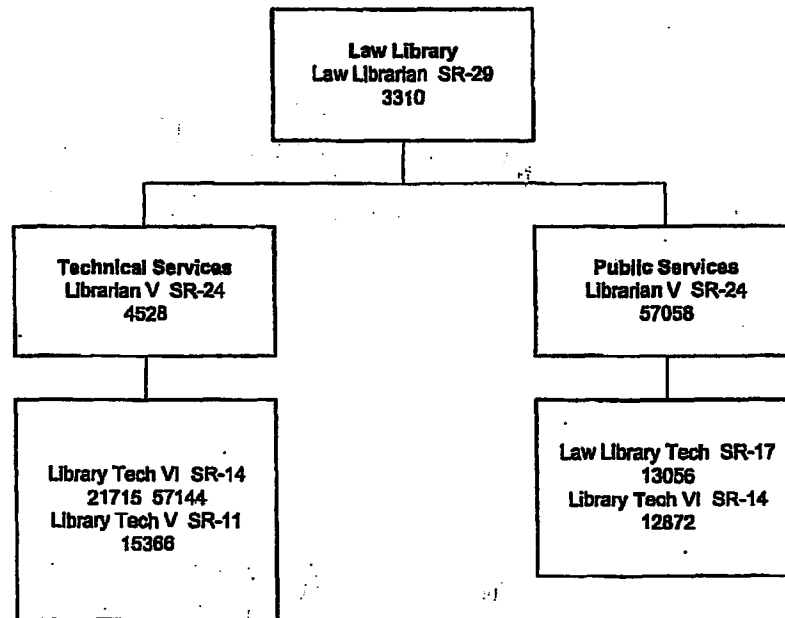 Law Library
Law Librarian SR-29
3310
Technical Services
Librarian V SR-24
4528
Public Services
Librarian V SR-24
57058
Library Tech VI SR-14
21715 57144
Library Tech V SR-11
15366
Law Library Tech SR-17
13056
Library Tech VI SR-14
12872